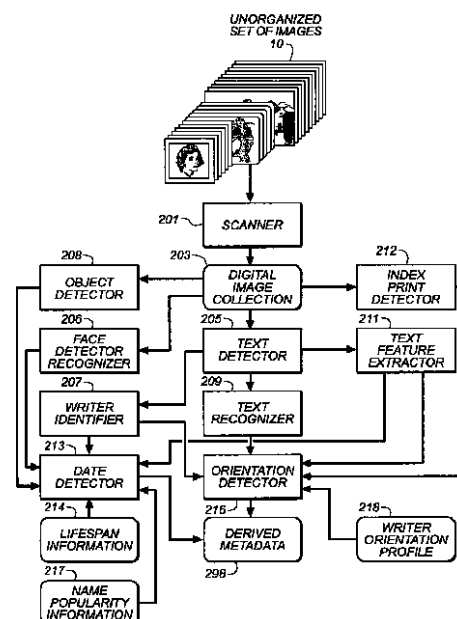 UNORGANIZED
SET OF IMAGES
10
201
SCANNER
208
OBJECT
DETECTOR
203
DIGITAL
IMAGE
COLLECTION
212
INDEX
PRINT
DETECTOR
206
FACE
DETECTOR
RECOGNIZER
205
TEXT
DETECTOR
211
TEXT
FEATURE
EXTRACTOR
207
WRITER
IDENTIFIER
209
TEXT
RECOGNIZER
213
DATE
DETECTOR
ORIENTATION
DETECTOR
216
214
LIFESPAN
INFORMATION
DERIVED
METADATA
298
218
WRITER
ORIENTATION
PROFILE
217
NAME
POPULARITY
INFORMATION